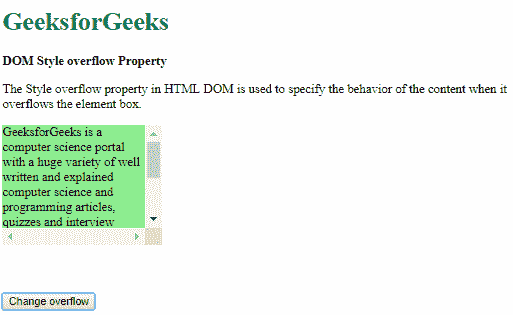 GeeksforGeeks
DOM Style overflow Property
The Style overflow property in HTML DOM is used to specify the behavior of the content when it
overflows the element box.
GeeksforGeeks is a
computer science portal
with a huge variety of well
written and explained
computer science and
programming articles,
quizzes and interview
Change overflow